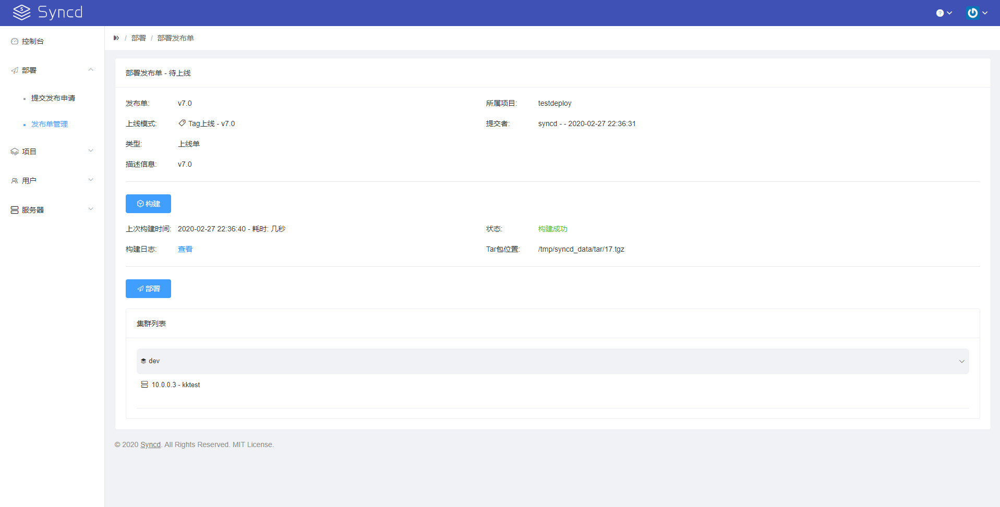 Syncd
控制台
部署
提交发布申请
发布单管理
项目
用户
服务器
/ 部署 / 部署发布单
部署发布单 - 待上线
发布单: v7.0 所属项目: testdeploy
上线模式: Tag上线 - v7.0 提交者: syncd - - 2020-02-27 22:36:31
类型: 上线单
描述信息: v7.0
构建
上次构建时间: 2020-02-27 22:36:40 - 耗时: 几秒 状态: 构建成功
构建日志: 查看 Tar包位置: /tmp/syncd_data/tar/17.tgz
部署
集群列表
dev
10.0.0.3 - kktest
© 2020 Syncd. All Rights Reserved. MIT License.